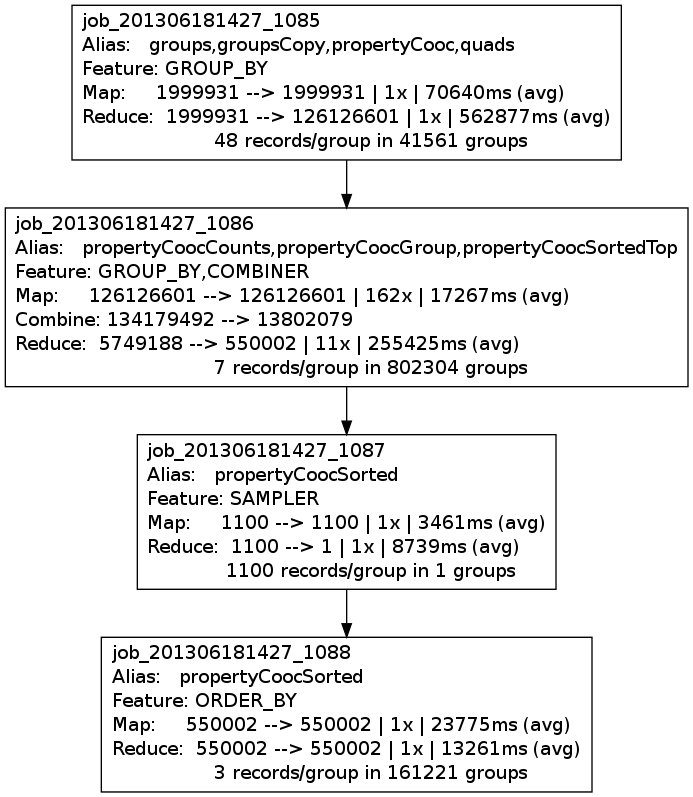 job_201306181427_1085
Alias: groups,groupsCopy,propertyCooc,quads
Feature: GROUP_BY
Map: 1999931 --> 1999931 | 1x | 70640ms (avg)
Reduce: 1999931 --> 126126601 | 1x | 562877ms (avg)
48 records/group in 41561 groups
job_201306181427_1086
Alias: propertyCoocCounts,propertyCoocGroup,propertyCoocSortedTop
Feature: GROUP_BY,COMBINER
Map: 126126601 --> 126126601 | 162x | 17267ms (avg)
Combine: 134179492 --> 13802079
Reduce: 5749188 --> 550002 | 11x | 255425ms (avg)
7 records/group in 802304 groups
job_201306181427_1087
Alias: propertyCoocSorted
Feature: SAMPLER
Map: 1100 --> 1100 | 1x | 3461ms (avg)
Reduce: 1100 --> 1 | 1x | 8739ms (avg)
1100 records/group in 1 groups
job_201306181427_1088
Alias: propertyCoocSorted
Feature: ORDER_BY
Map: 550002 --> 550002 | 1x | 23775ms (avg)
Reduce: 550002 --> 550002 | 1x | 13261ms (avg)
3 records/group in 161221 groups